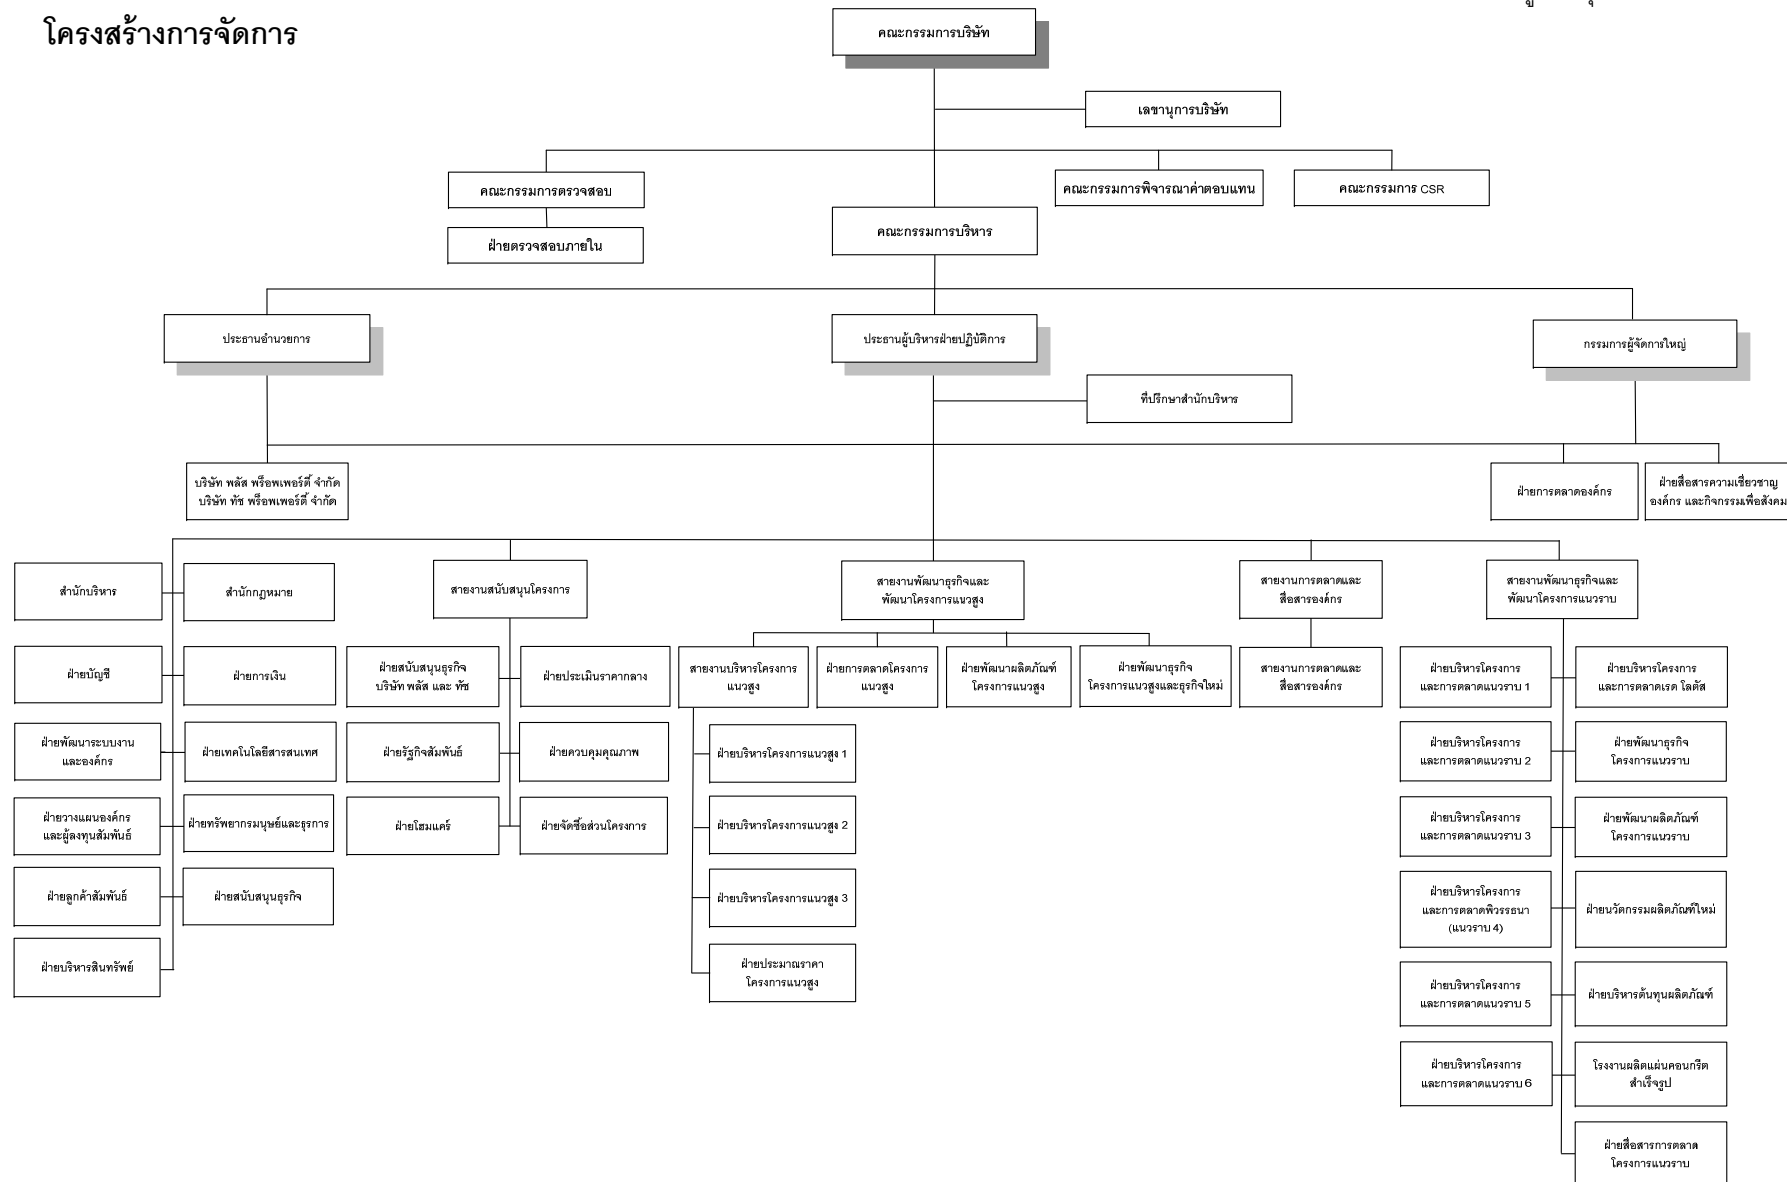 โครงสร้างการจัดการ
คณะกรรมการบริษัท
เลขานุการบริษัท
คณะกรรมการตรวจสอบ
คณะกรรมการพิจารณาค่าตอบแทน
คณะกรรมการ CSR
ฝ่ายตรวจสอบภายใน
คณะกรรมการบริหาร
ประธานอำนวยการ
ประธานผู้บริหารฝ่ายปฏิบัติการ
กรรมการผู้จัดการใหญ่
ที่ปรึกษาสำนักบริหาร
บริษัท พลัส พร็อพเพอร์ตี้ จำกัด
บริษัท ทัช พร็อพเพอร์ตี้ จำกัด
ฝ่ายการตลาดองค์กร
ฝ่ายสื่อสารความเชี่ยวชาญ
องค์กร และกิจกรรมเพื่อสังคม
สำนักบริหาร
สำนักกฎหมาย
สายงานสนับสนุนโครงการ
สายงานพัฒนาธุรกิจและ
พัฒนาโครงการแนวสูง
สายงานการตลาดและ
สื่อสารองค์กร
สายงานพัฒนาธุรกิจและ
พัฒนาโครงการแนวราบ
ฝ่ายบัญชี
ฝ่ายการเงิน
ฝ่ายสนับสนุนธุรกิจ
บริษัท พลัส และ ทัช
ฝ่ายประเมินราคากลาง
สายงานบริหารโครงการ
แนวสูง
ฝ่ายการตลาดโครงการ
แนวสูง
ฝ่ายพัฒนาผลิตภัณฑ์
โครงการแนวสูง
ฝ่ายพัฒนาธุรกิจ
โครงการแนวสูงและธุรกิจใหม่
สายงานการตลาดและ
สื่อสารองค์กร
ฝ่ายบริหารโครงการ
และการตลาดแนวราบ 1
ฝ่ายบริหารโครงการ
และการตลาดเรด โลตัส
ฝ่ายพัฒนาระบบงาน
และองค์กร
ฝ่ายเทคโนโลยีสารสนเทศ
ฝ่ายรัฐกิจสัมพันธ์
ฝ่ายควบคุมคุณภาพ
ฝ่ายบริหารโครงการแนวสูง 1
ฝ่ายบริหารโครงการ
และการตลาดแนวราบ 2
ฝ่ายพัฒนาธุรกิจ
โครงการแนวราบ
ฝ่ายวางแผนองค์กร
และผู้ลงทุนสัมพันธ์
ฝ่ายทรัพยากรมนุษย์และธุรการ
ฝ่ายโฮมแคร์
ฝ่ายจัดซื้อส่วนโครงการ
ฝ่ายบริหารโครงการแนวสูง 2
ฝ่ายบริหารโครงการ
และการตลาดแนวราบ 3
ฝ่ายพัฒนาผลิตภัณฑ์
โครงการแนวราบ
ฝ่ายลูกค้าสัมพันธ์
ฝ่ายสนับสนุนธุรกิจ
ฝ่ายบริหารโครงการแนวสูง 3
ฝ่ายบริหารโครงการ
และการตลาดพิวรรธนา
(แนวราบ 4)
ฝ่ายนวัตกรรมผลิตภัณฑ์ใหม่
ฝ่ายบริหารสินทรัพย์
ฝ่ายประมาณราคา
โครงการแนวสูง
ฝ่ายบริหารโครงการ
และการตลาดแนวราบ 5
ฝ่ายบริหารต้นทุนผลิตภัณฑ์
ฝ่ายบริหารโครงการ
และการตลาดแนวราบ 6
โรงงานผลิตแผ่นคอนกรีต
สำเร็จรูป
ฝ่ายสื่อสารการตลาด
โครงการแนวราบ